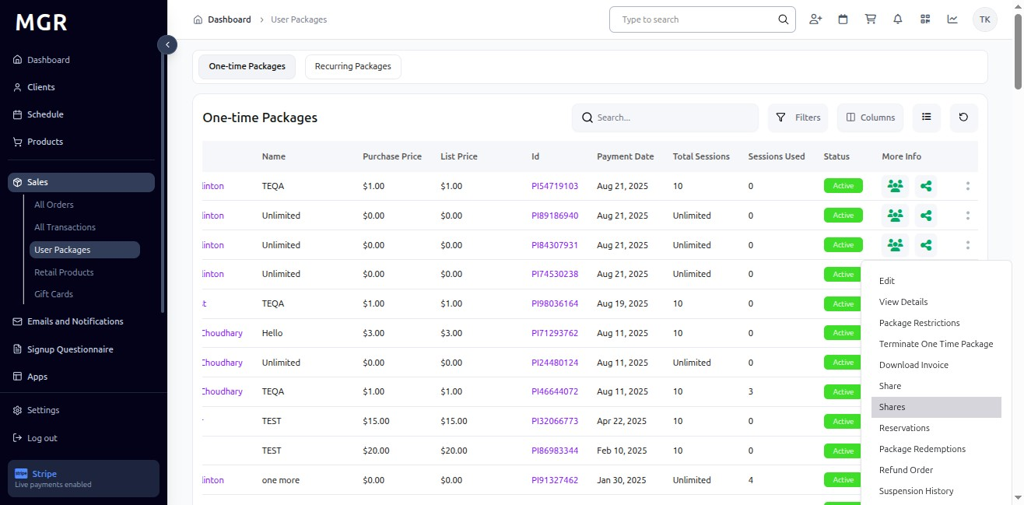 MGR
Dashboard
Clients
Schedule
Products
Sales
All Orders
All Transactions
User Packages
Retail Products
Gift Cards
Emails and Notifications
Signup Questionnaire
Apps
Settings
Log out
Stripe
Live payments enabled
Dashboard > User Packages
Type to search
TK
One-time Packages Recurring Packages
One-time Packages
Search...
Filters
Columns
Name Purchase Price List Price Id Payment Date Total Sessions Sessions Used Status More Info
linton TEQA $1.00 $1.00 PI54719103 Aug 21, 2025 10 0 Active
Unlimited $0.00 $0.00 PI89186940 Aug 21, 2025 Unlimited 0 Active
linton Unlimited $0.00 $0.00 PI84307931 Aug 21, 2025 Unlimited 0 Active
linton Unlimited $0.00 $0.00 PI74530238 Aug 21, 2025 Unlimited 0 Active
TEQA $1.00 $1.00 PI98036164 Aug 19, 2025 10 0 Active
Choudhary Hello $3.00 $3.00 PI71293762 Aug 11, 2025 10 0 Active
Choudhary Unlimited $0.00 $0.00 PI24480124 Aug 11, 2025 Unlimited 0 Active
Choudhary TEQA $1.00 $1.00 PI46644072 Aug 11, 2025 10 3 Active
TEST $15.00 $15.00 PI32066773 Apr 22, 2025 10 0 Active
TEST $20.00 $20.00 PI86983344 Feb 10, 2025 10 0 Active
linton one more $0.00 $0.00 PI91327462 Jan 30, 2025 Unlimited 4 Active
Edit
View Details
Package Restrictions
Terminate One Time Package
Download Invoice
Share
Shares
Reservations
Package Redemptions
Refund Order
Suspension History